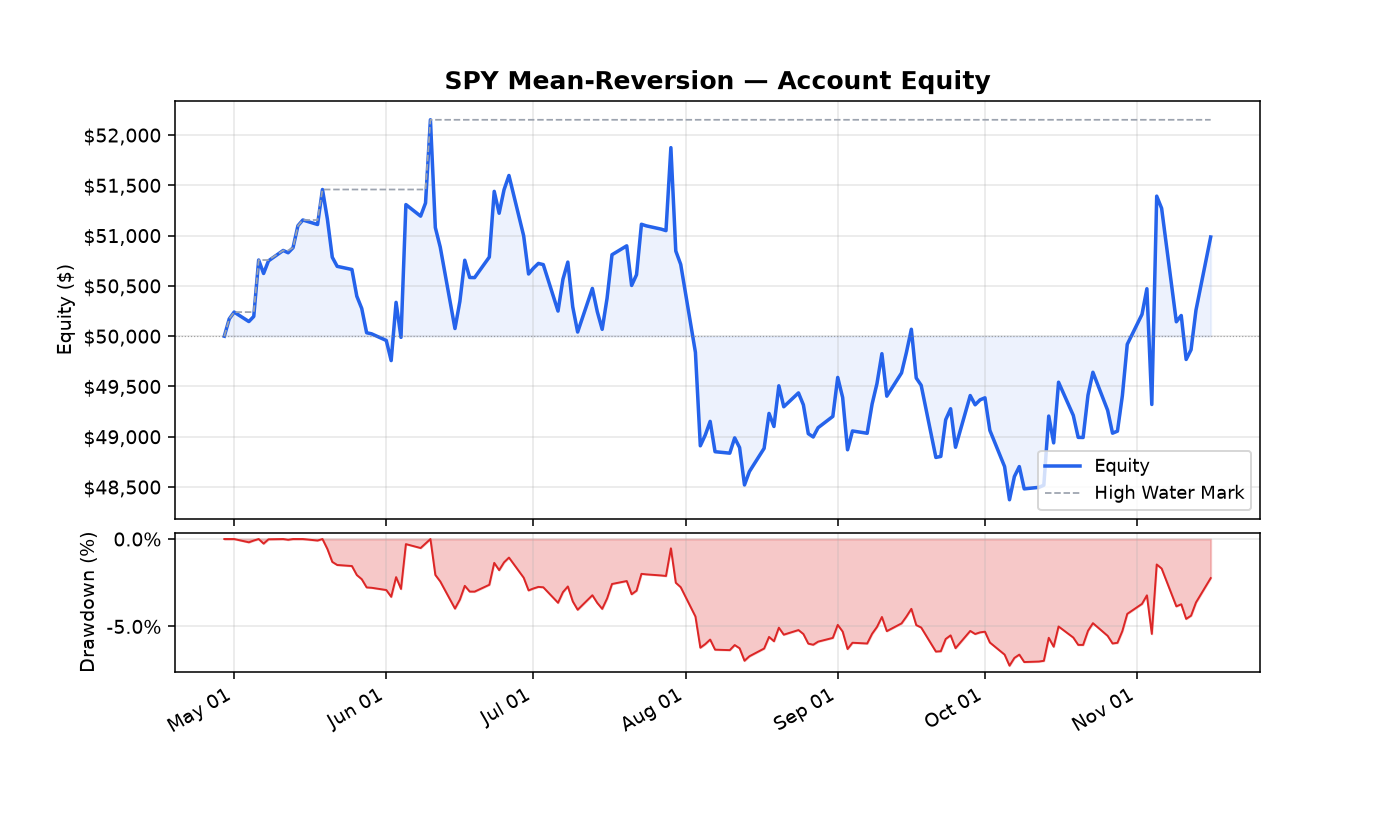 SPY Mean-Reversion — Account Equity
Equity ($)
$52,000
$51,500
$51,000
$50,500
$50,000
$49,500
$49,000
$48,500
Equity
High Water Mark
Drawdown (%)
0.0%
-5.0%
May 01
Jun 01
Jul 01
Aug 01
Sep 01
Oct 01
Nov 01